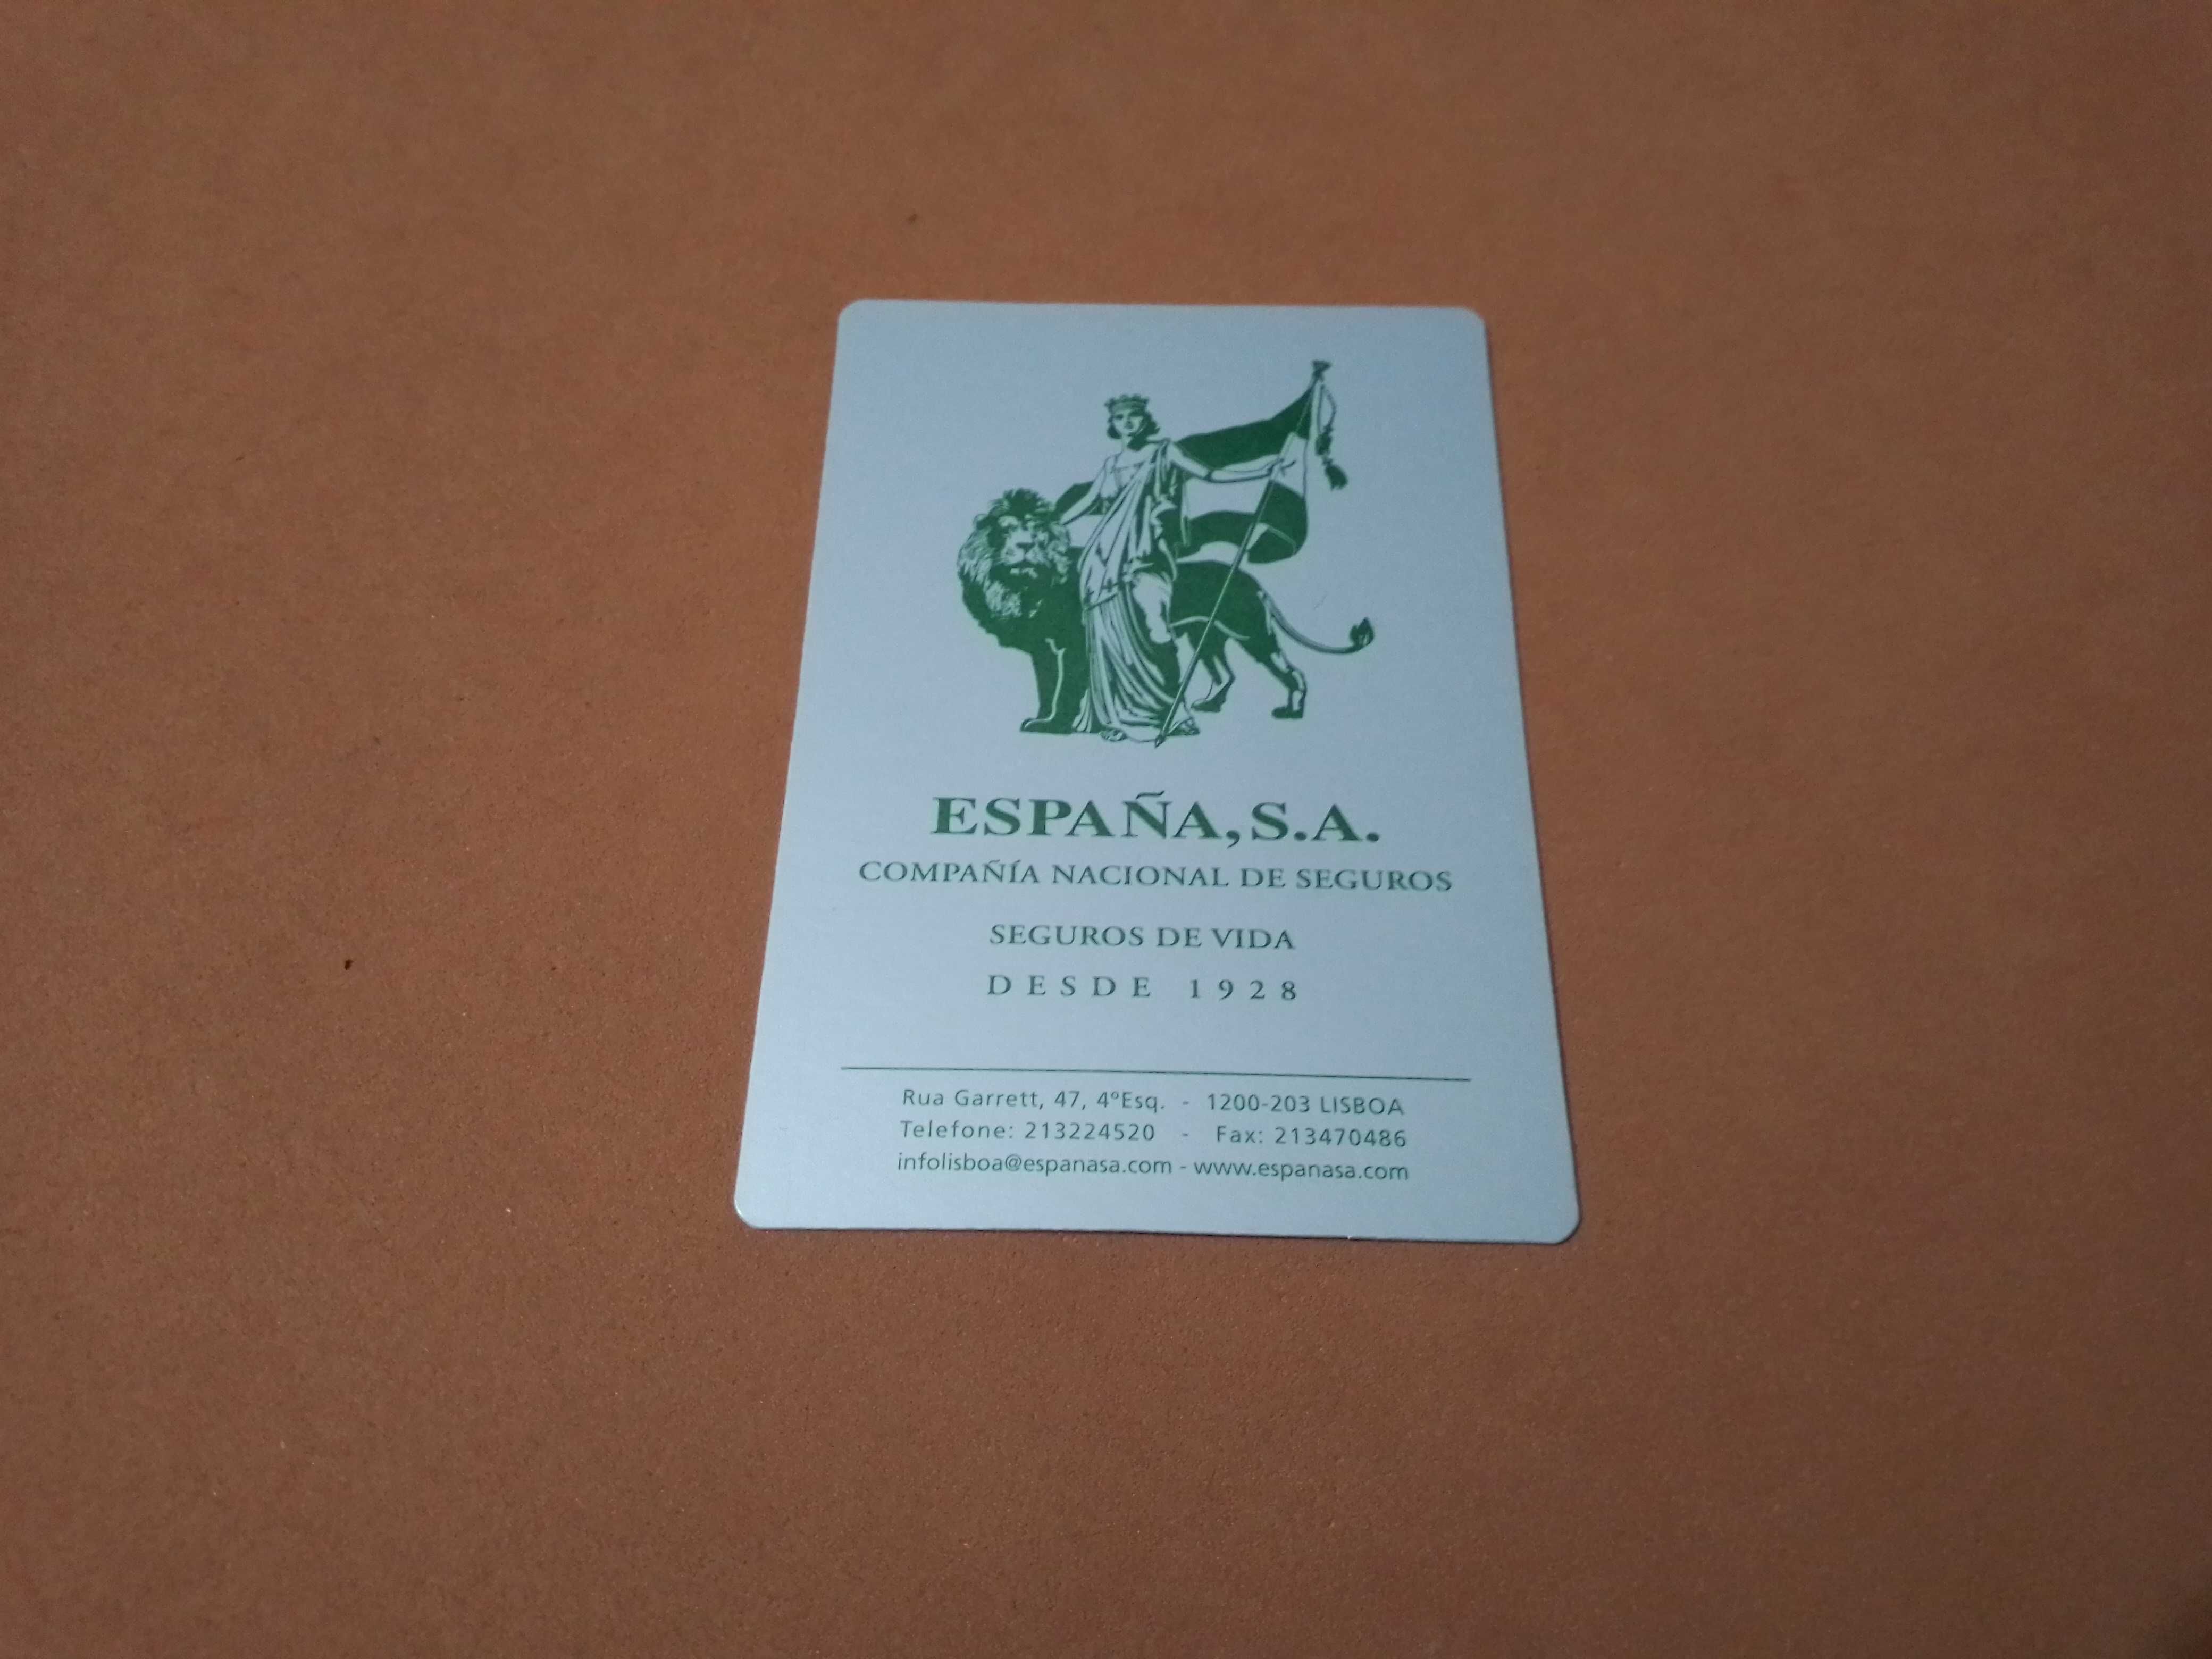 ESPAÑA, S.A.
COMPAÑÍA NACIONAL DE SEGUROS
SEGUROS DE VIDA
DESDE 1928
Rua Garrett, 47, 4ºEsq. - 1200-203 LISBOA
Telefone: 213224520 - Fax: 213470486
infolisboa@espanasa.com - www.espanasa.com